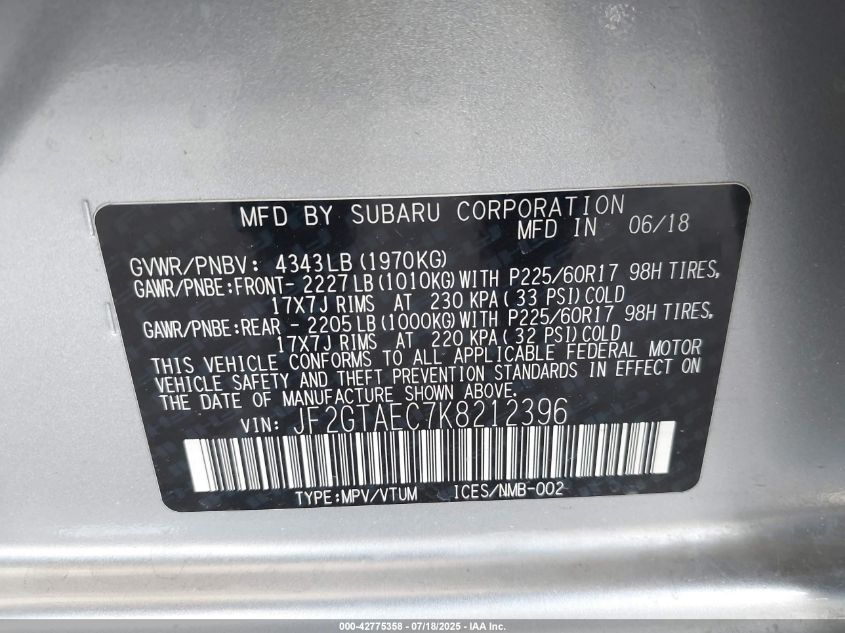 MFD BY SUBARU CORPORATION
MFD IN 06/18
GVWR/PNBV: 4343LB (1970KG)
GAWR/PNBE:FRONT- 2227LB (1010KG)WITH P225/60R17 98H TIRES,
17X7J RIMS AT 230 KPA( 33 PSI)COLD
GAWR/PNBE:REAR - 2205LB (1000KG)WITH P225/60R17 98H TIRES,
17X7J RIMS AT 220 KPA( 32 PSI)COLD
THIS VEHICLE CONFORMS TO ALL APPLICABLE FEDERAL MOTOR
VEHICLE SAFETY AND THEFT PREVENTION STANDARDS IN EFFECT ON
THE DATE OF MANUFACTURE SHOWN ABOVE.
VIN: JF2GTAEC7K8212396
TYPE:MPV/VTUM ICES/NMB-002
000-42775358 - 07/18/2025 - IAA Inc.